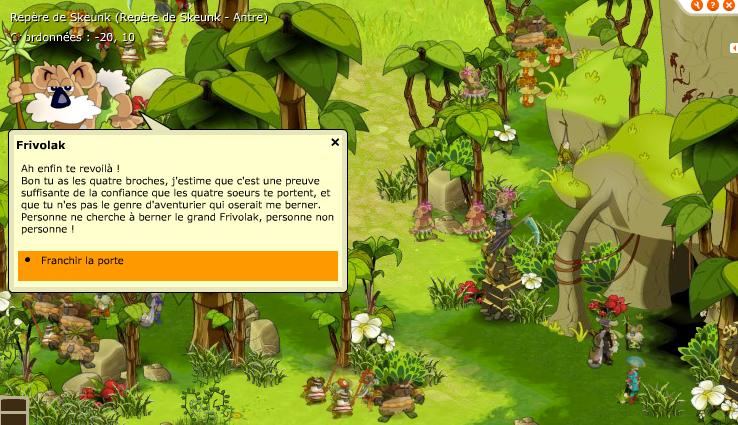 Repère de Skeunk (Repère de Skeunk - Antre)
Coordonnées : -20, 10
Frivolak
Ah enfin te revoilà !
Bon tu as les quatre broches, j'estime que c'est une preuve
suffisante de la confiance que les quatre soeurs te portent, et
que tu n'es pas le genre d'aventurier qui oserait me berner.
Personne ne cherche à berner le grand Frivolak, personne non
personne !
Franchir la porte